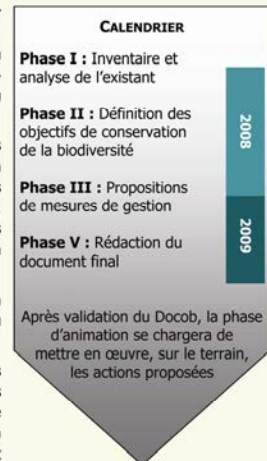 CALENDRIER
Phase I : Inventaire et
analyse de l'existant
Phase II : Définition des
objectifs de conservation
de la biodiversité
Phase III : Propositions
de mesures de gestion
Phase V : Rédaction du
document final
2008
2009
Après validation du Docob, la phase
d'animation se chargera de
mettre en œuvre, sur le terrain,
les actions proposées